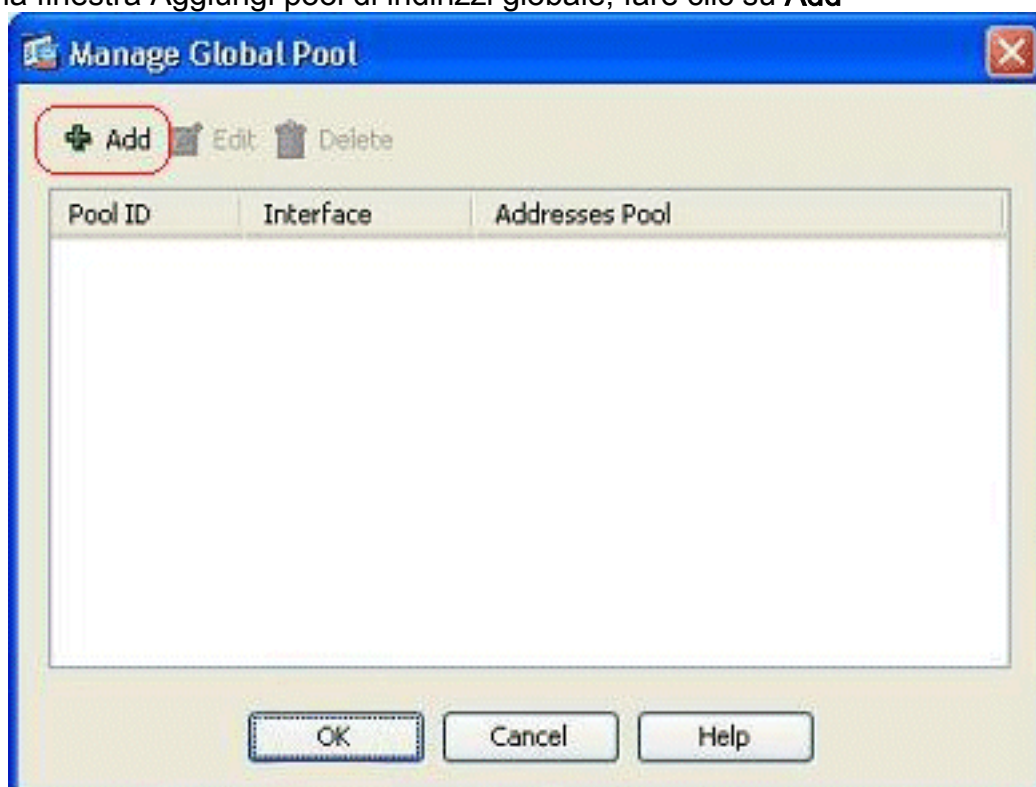 la finestra Aggiungi pool di indirizzi globale, fare clic su Add
Manage Global Pool
Add Edit Delete
Pool ID Interface Addresses Pool
OK Cancel Help